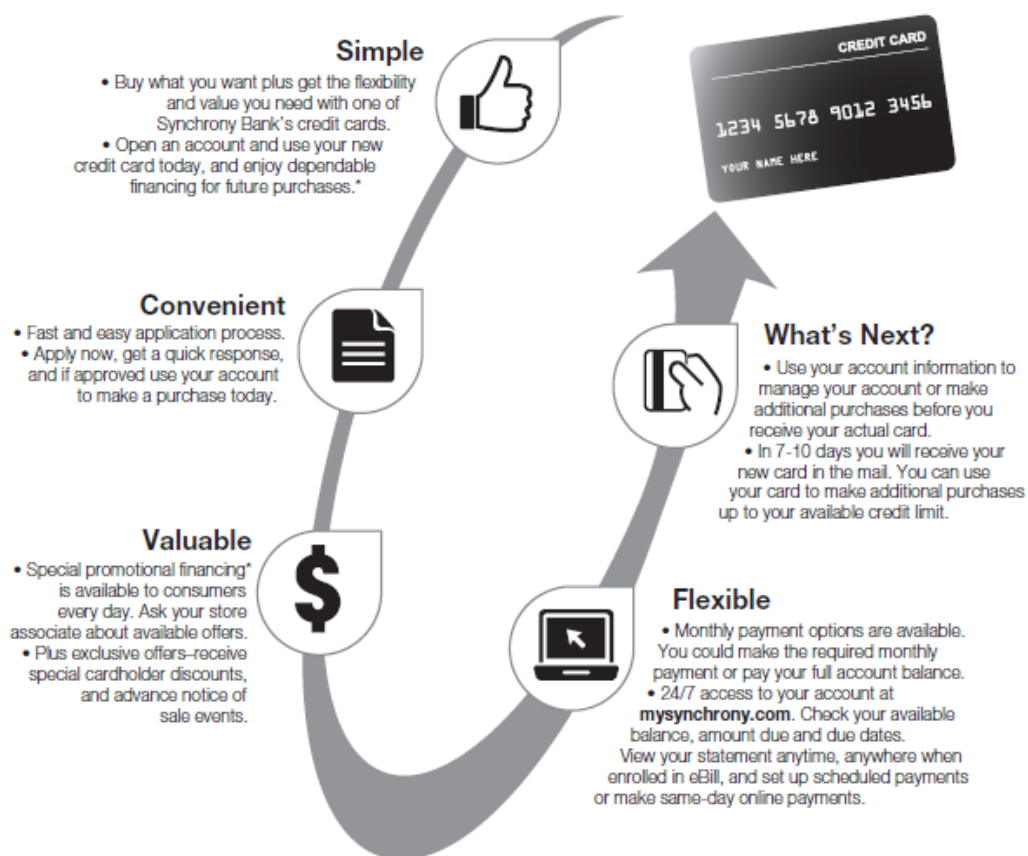 Simple
• Buy what you want plus get the flexibility
and value you need with one of
Synchrony Bank's credit cards.
• Open an account and use your new
credit card today, and enjoy dependable
financing for future purchases.*
Convenient
• Fast and easy application process.
• Apply now, get a quick response,
and if approved use your account
to make a purchase today.
Valuable
• Special promotional financing*
is available to consumers
every day. Ask your store
associate about available offers.
• Plus exclusive offers–receive
special cardholder discounts,
and advance notice of
sale events.
Flexible
• Monthly payment options are available.
You could make the required monthly
payment or pay your full account balance.
• 24/7 access to your account at
mysynchrony.com. Check your available
balance, amount due and due dates.
View your statement anytime, anywhere when
enrolled in eBill, and set up scheduled payments
or make same-day online payments.
What's Next?
• Use your account information to
manage your account or make
additional purchases before you
receive your actual card.
• In 7-10 days you will receive your
new card in the mail. You can use
your card to make additional purchases
up to your available credit limit.
CREDIT CARD
1234 5678 9012 3456
YOUR NAME HERE
$